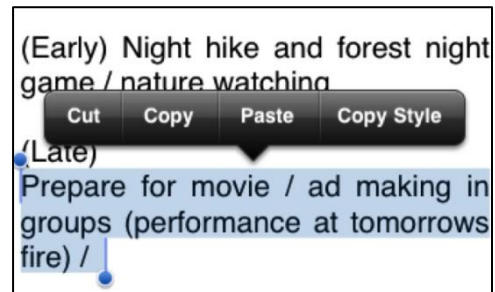 (Early) Night hike and forest night
game / nature watching
Cut Copy Paste Copy Style
(Late)
Prepare for movie / ad making in
groups (performance at tomorrows
fire) /